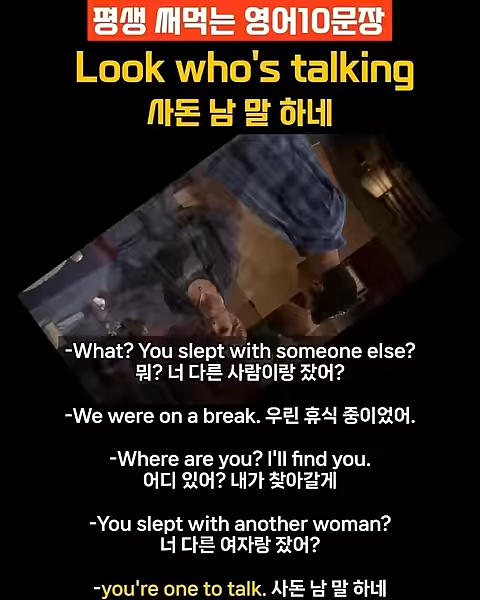 평생 써먹는 영어10문장
Look who's talking
사돈 남 말 하네
-What? You slept with someone else?
뭐? 너 다른 사람이랑 잤어?
-We were on a break. 우린 휴식 중이었어.
-Where are you? I'll find you.
어디 있어? 내가 찾아갈게
-You slept with another woman?
너 다른 여자랑 잤어?
-you're one to talk. 사돈 남 말 하네